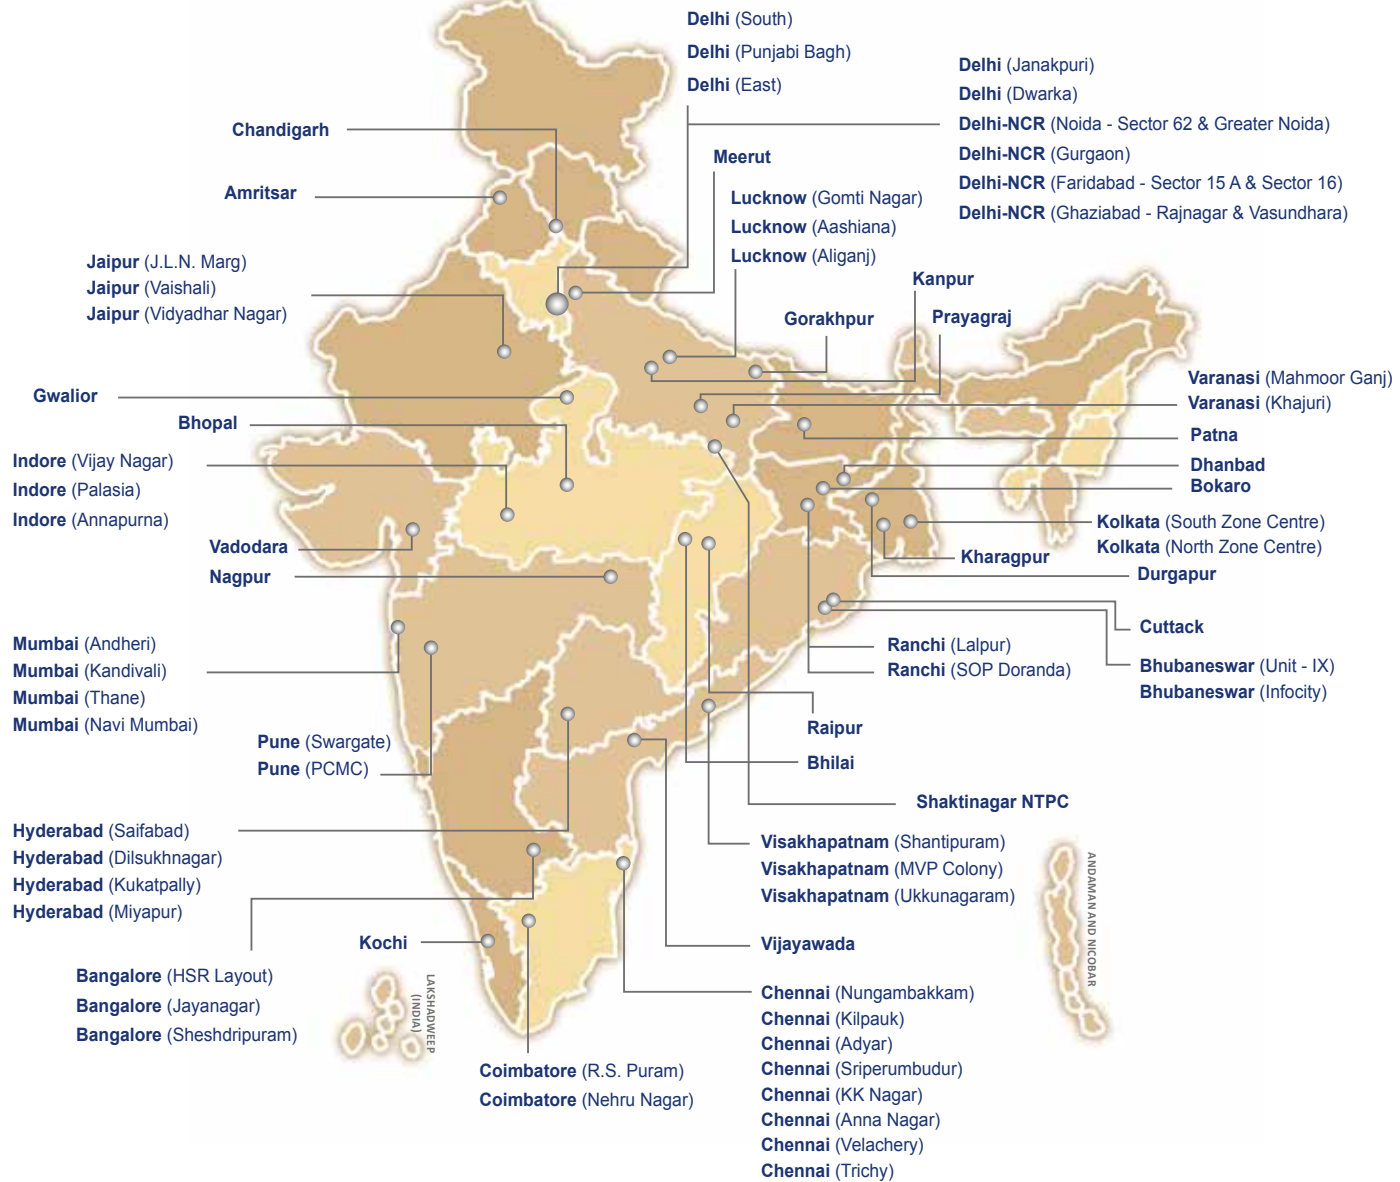 Delhi (South)
Delhi (Punjabi Bagh)
Delhi (East)
Delhi (Janakpuri)
Delhi (Dwarka)
Delhi-NCR (Noida - Sector 62 & Greater Noida)
Delhi-NCR (Gurgaon)
Delhi-NCR (Faridabad - Sector 15 A & Sector 16)
Delhi-NCR (Ghaziabad - Rajnagar & Vasundhara)
Chandigarh
Meerut
Amritsar
Lucknow (Gomti Nagar)
Lucknow (Aashiana)
Lucknow (Aliganj)
Jaipur (J.L.N. Marg)
Jaipur (Vaishali)
Jaipur (Vidyadhar Nagar)
Kanpur
Gorakhpur
Prayagraj
Gwalior
Varanasi (Mahmoor Ganj)
Varanasi (Khajuri)
Bhopal
Patna
Indore (Vijay Nagar)
Indore (Palasia)
Indore (Annapurna)
Dhanbad
Bokaro
Kolkata (South Zone Centre)
Kolkata (North Zone Centre)
Vadodara
Nagpur
Kharagpur
Durgapur
Cuttack
Mumbai (Andheri)
Mumbai (Kandivali)
Mumbai (Thane)
Mumbai (Navi Mumbai)
Ranchi (Lalpur)
Ranchi (SOP Doranda)
Bhubaneswar (Unit - IX)
Bhubaneswar (Infocity)
Raipur
Pune (Swargate)
Pune (PCMC)
Bhilai
Shaktinagar NTPC
Hyderabad (Saifabad)
Hyderabad (Dilsukhnagar)
Hyderabad (Kukatpally)
Hyderabad (Miyapur)
Visakhapatnam (Shantipuram)
Visakhapatnam (MVP Colony)
Visakhapatnam (Ukkunagaram)
ANDAMAN AND NICOBAR
Kochi
Vijayawada
Bangalore (HSR Layout)
Bangalore (Jayanagar)
Bangalore (Sheshdripuram)
LAKSHADWEEP
(INDIA)
Chennai (Nungambakkam)
Chennai (Kilpauk)
Chennai (Adyar)
Chennai (Sriperumbudur)
Chennai (KK Nagar)
Chennai (Anna Nagar)
Chennai (Velachery)
Chennai (Trichy)
Coimbatore (R.S. Puram)
Coimbatore (Nehru Nagar)